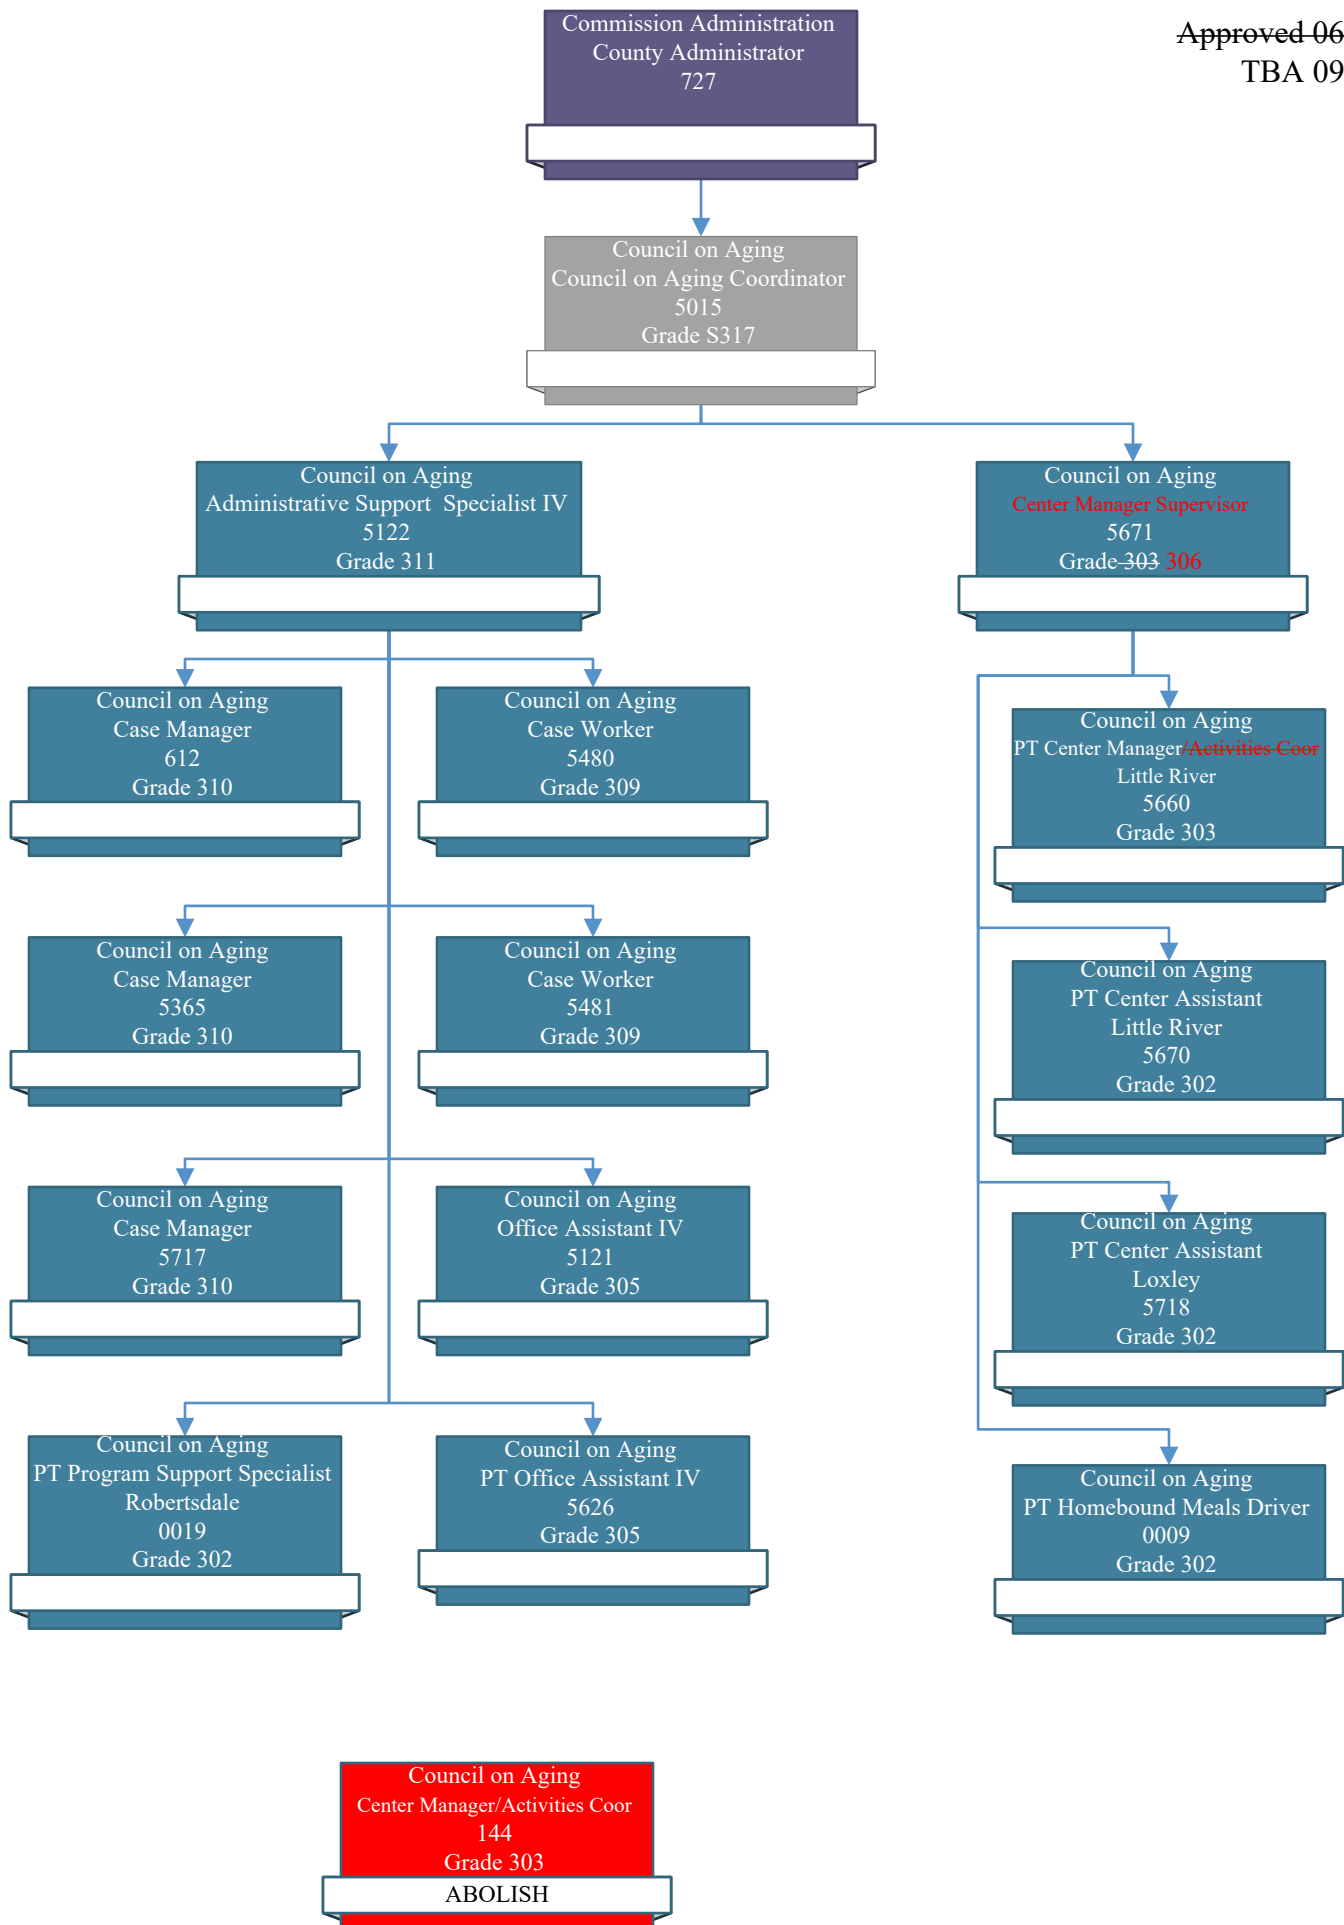 Commission Administration
County Administrator
727
Approved 06
TBA 09
Council on Aging
Council on Aging Coordinator
5015
Grade S317
Council on Aging
Administrative Support  Specialist IV
5122
Grade 311
Council on Aging
Center Manager Supervisor
5671
Grade 303 306
Council on Aging
Case Manager
612
Grade 310
Council on Aging
Case Worker
5480
Grade 309
Council on Aging
PT Center Manager/Activities Coor
Little River
5660
Grade 303
Council on Aging
Case Manager
5365
Grade 310
Council on Aging
Case Worker
5481
Grade 309
Council on Aging
PT Center Assistant
Little River
5670
Grade 302
Council on Aging
Case Manager
5717
Grade 310
Council on Aging
Office Assistant IV
5121
Grade 305
Council on Aging
PT Center Assistant
Loxley
5718
Grade 302
Council on Aging
PT Program Support Specialist
Robertsdale
0019
Grade 302
Council on Aging
PT Office Assistant IV
5626
Grade 305
Council on Aging
PT Homebound Meals Driver
0009
Grade 302
Council on Aging
Center Manager/Activities Coor
144
Grade 303
ABOLISH